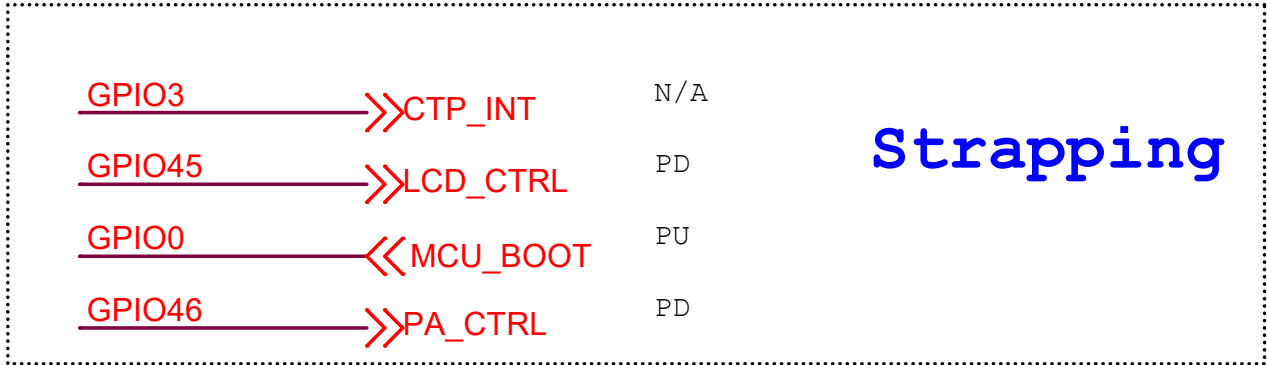 GPIO3 CTP_INT N/A
Strapping
GPIO45 LCD_CTRL PD
GPIO0 MCU_BOOT PU
GPIO46 PA_CTRL PD